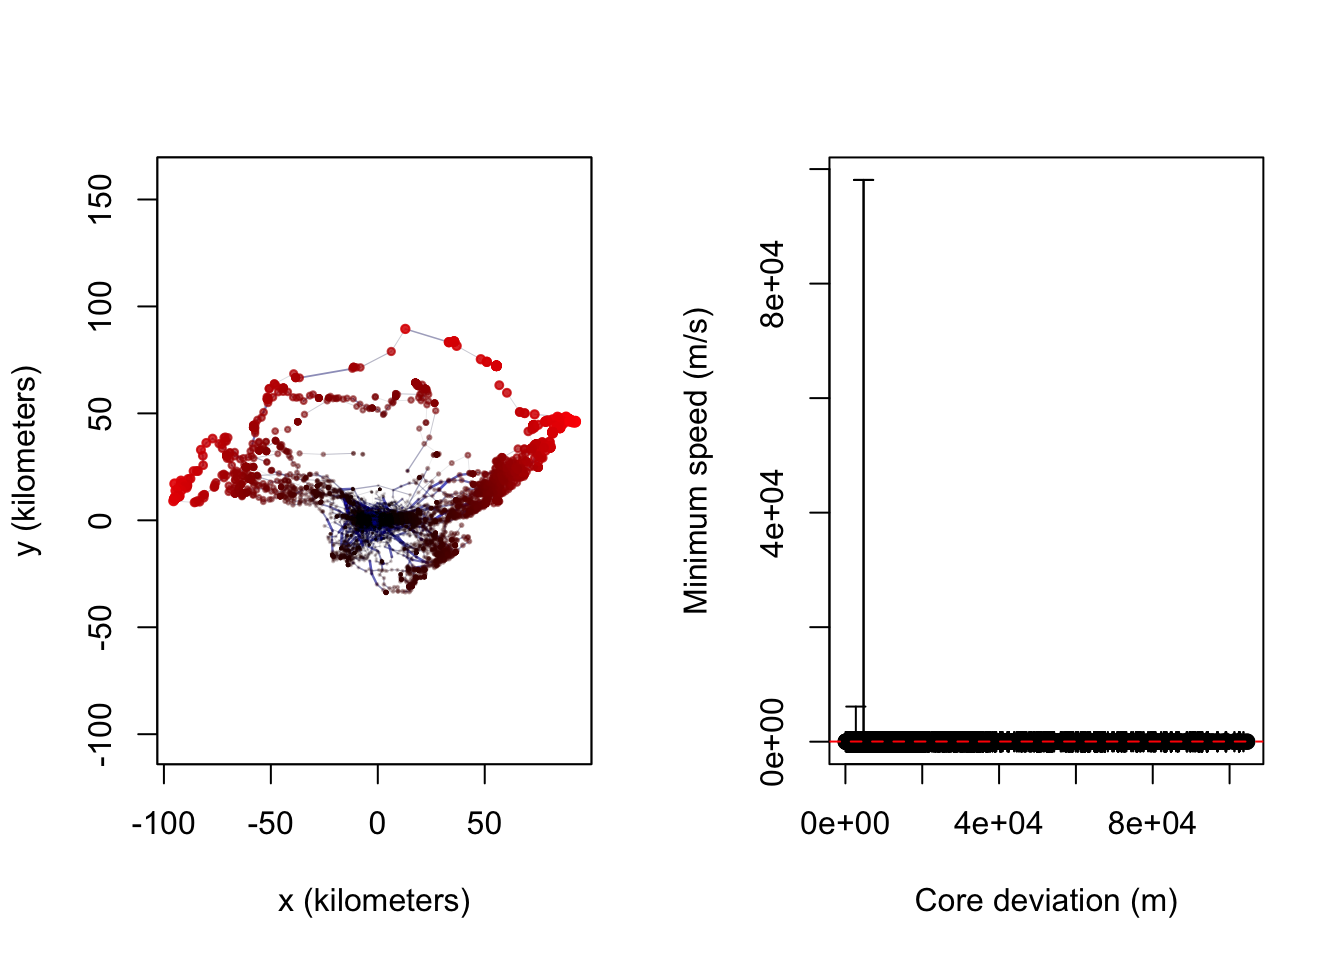 y (kilometers)
150
100
50
0
-50
-100
-100
-50
0
50
x (kilometers)
Minimum speed (m/s)
8e+04
4e+04
0e+00
0e+00
4e+04
8e+04
Core deviation (m)